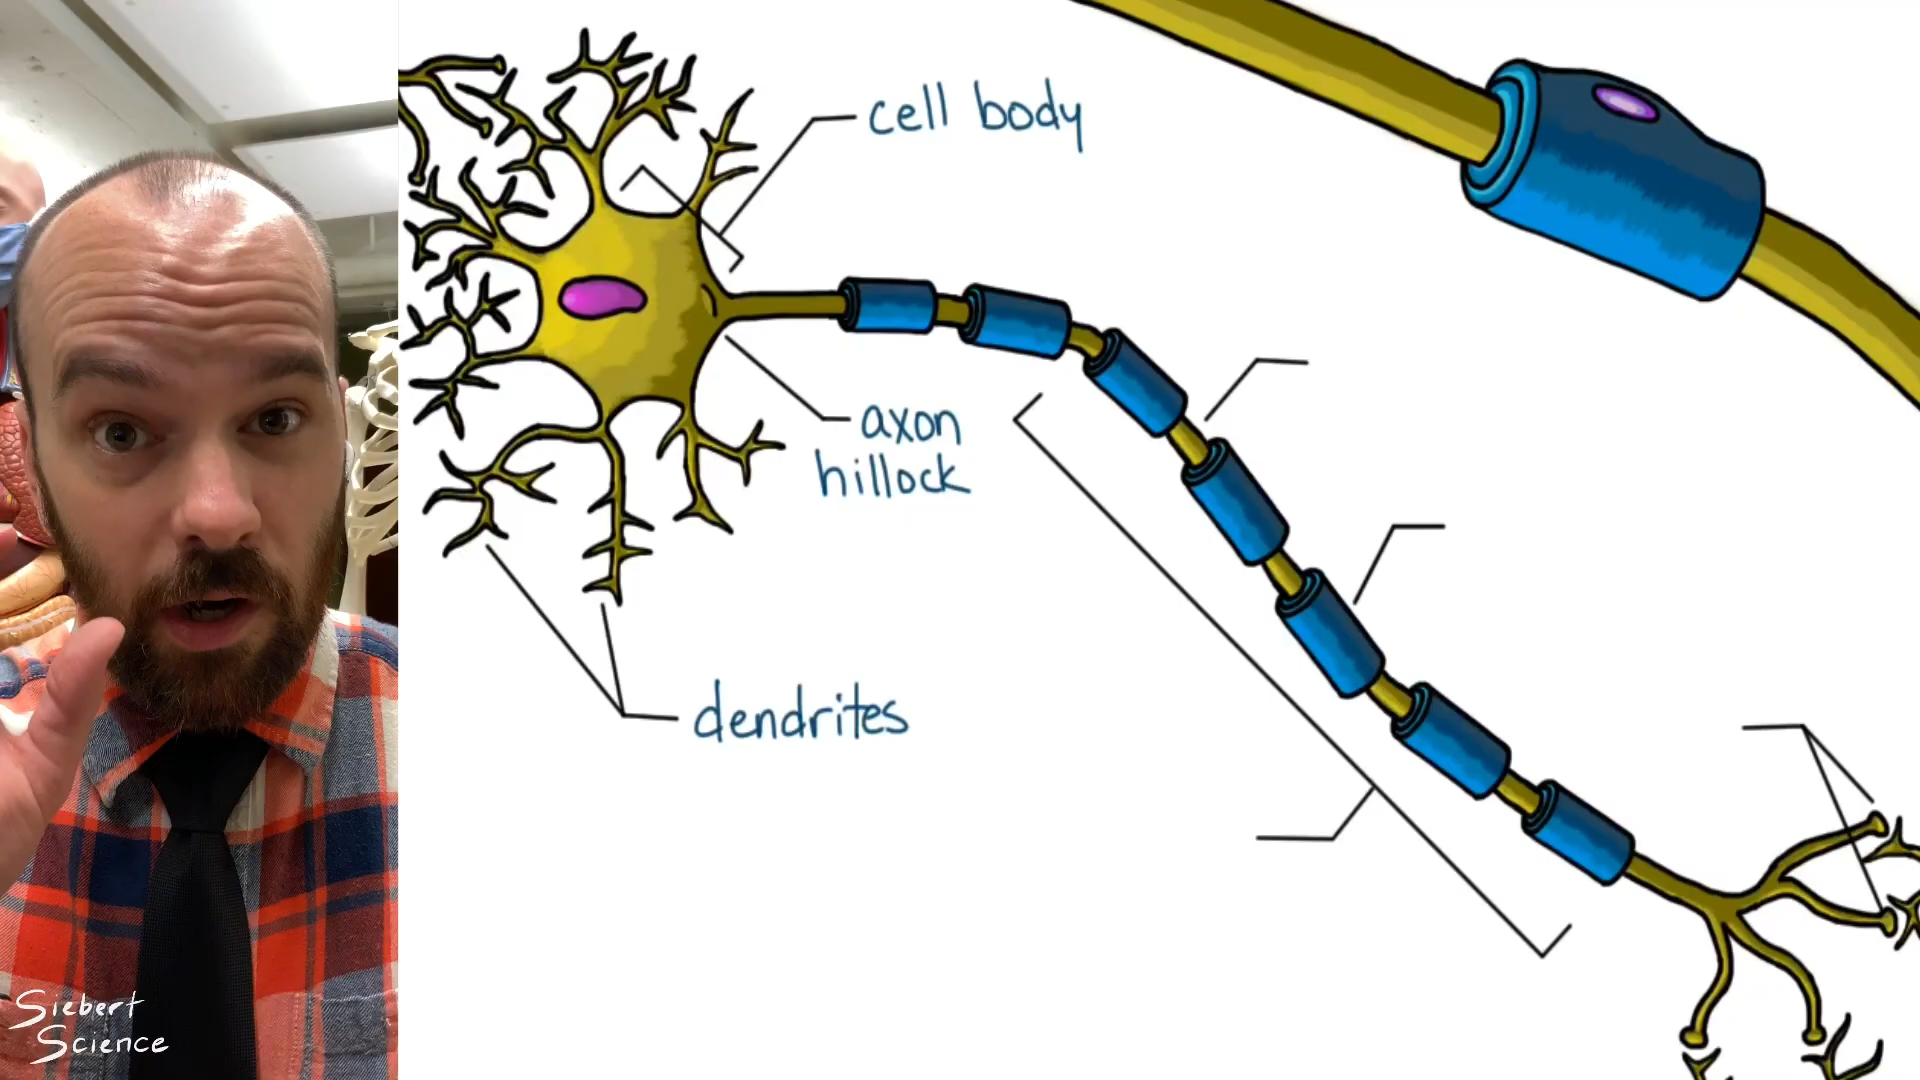 cell body
axon
hillock
dendrites
Siebert
Science